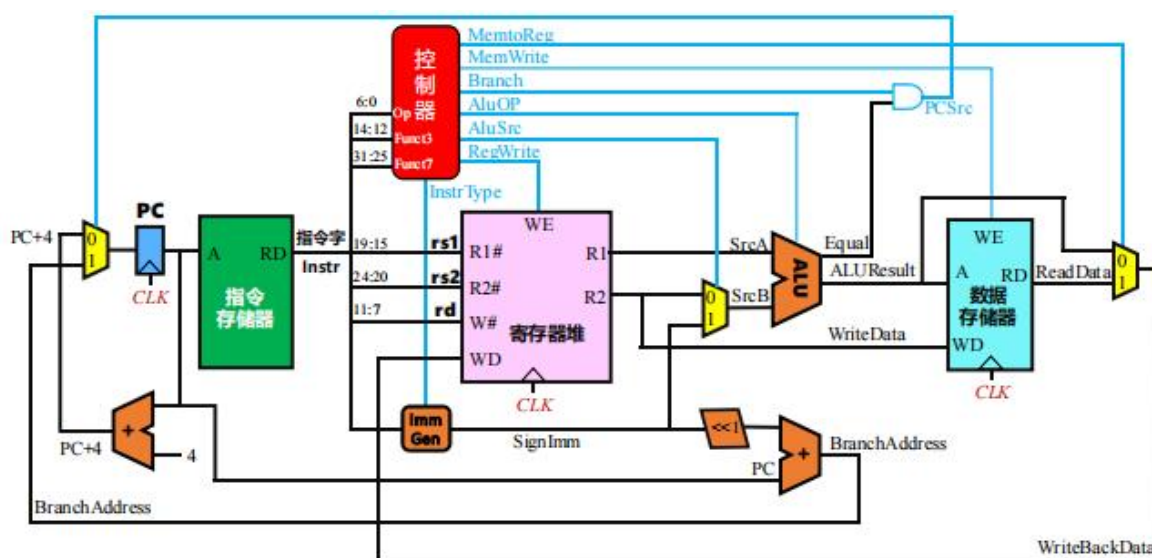 MemtoReg
MemWrite
Branch
AluOP
AluSrc
RegWrite
InstrType
控制器
Op
Funct3
Funct7
6:0
14:12
31:25
PCSrc
PC+4
0
1
PC
CLK
A
RD
指令
存储器
指令字
Instr
19:15
rs1
24:20
rs2
11:7
rd
WE
R1#
R2#
W#
WD
R1
R2
寄存器堆
CLK
0
1
SrcA
SrcB
ALU
Equal
ALUResult
WriteData
WE
A
RD
数据
存储器
WD
CLK
ReadData
0
1
Imm
Gen
SignImm
<<1
PC
+
BranchAddress
+
PC+4
4
BranchAddress
WriteBackData